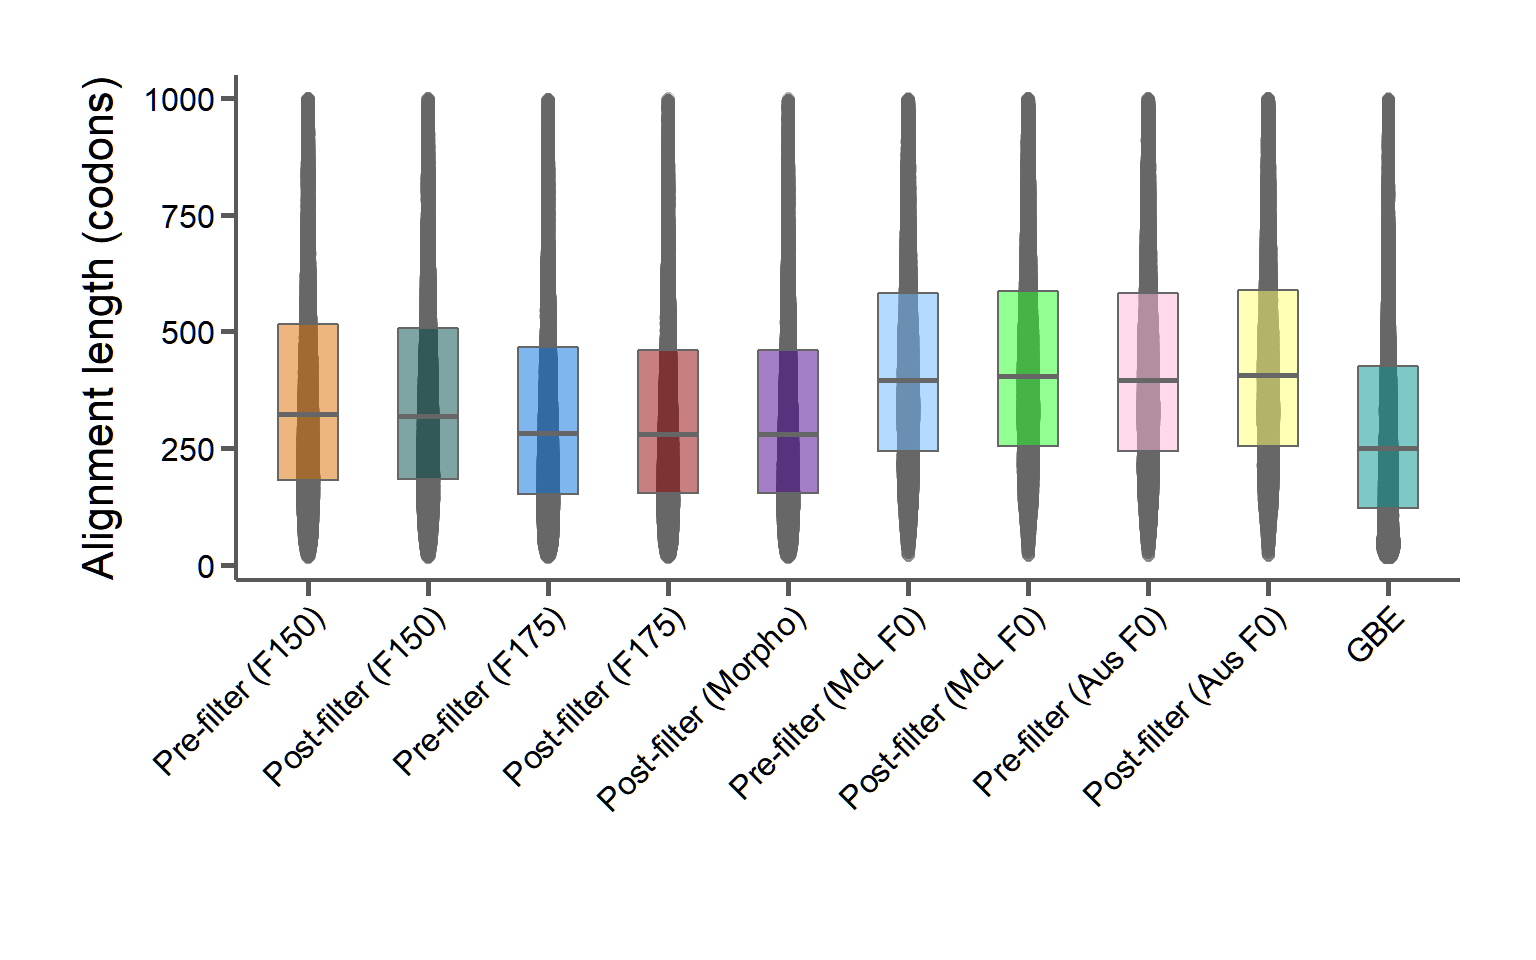 Alignment length (codons)
1000
750
500
250
0
Pre-filter (F150)
Post-filter (F150)
Pre-filter (F175)
Post-filter (F175)
Post-filter (Morpho)
Pre-filter (McL F0)
Post-filter (McL F0)
Pre-filter (Aus F0)
Post-filter (Aus F0)
GBE